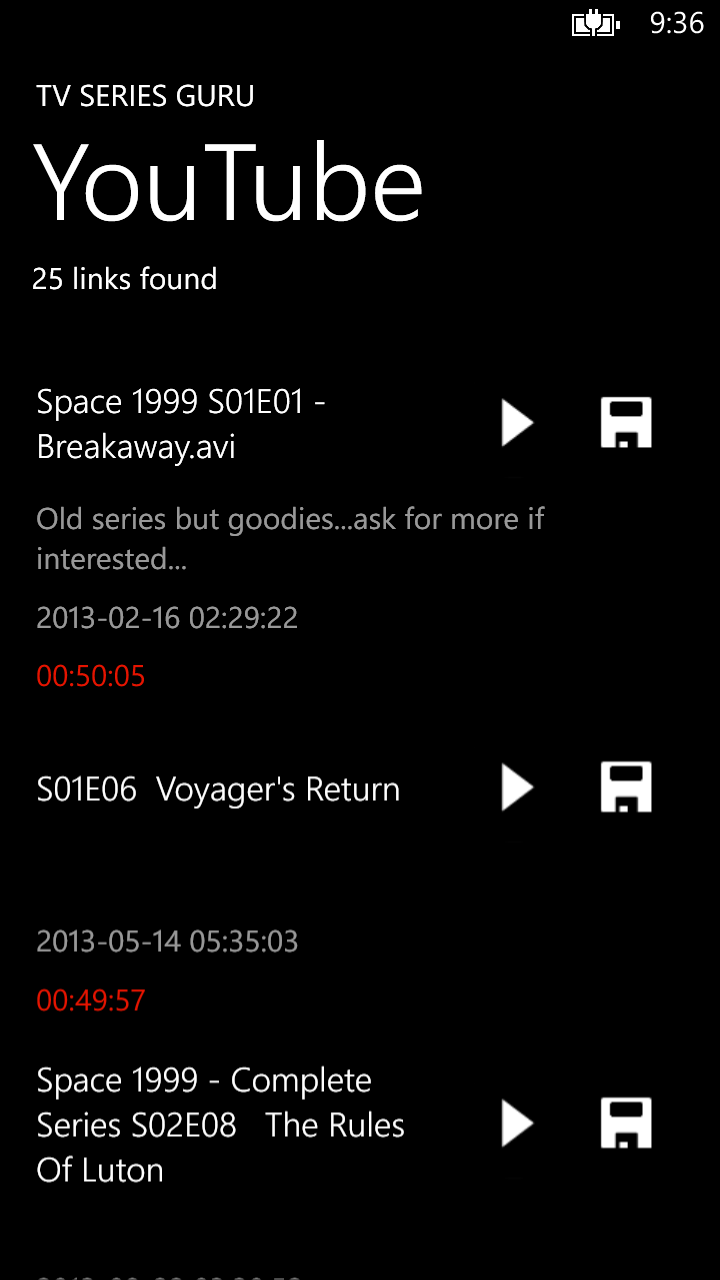 9:36
TV SERIES GURU
YouTube
25 links found
Space 1999 S01E01 -
Breakaway.avi
Old series but goodies...ask for more if
interested...
2013-02-16 02:29:22
00:50:05
S01E06  Voyager's Return
2013-05-14 05:35:03
00:49:57
Space 1999 - Complete
Series S02E08   The Rules
Of Luton